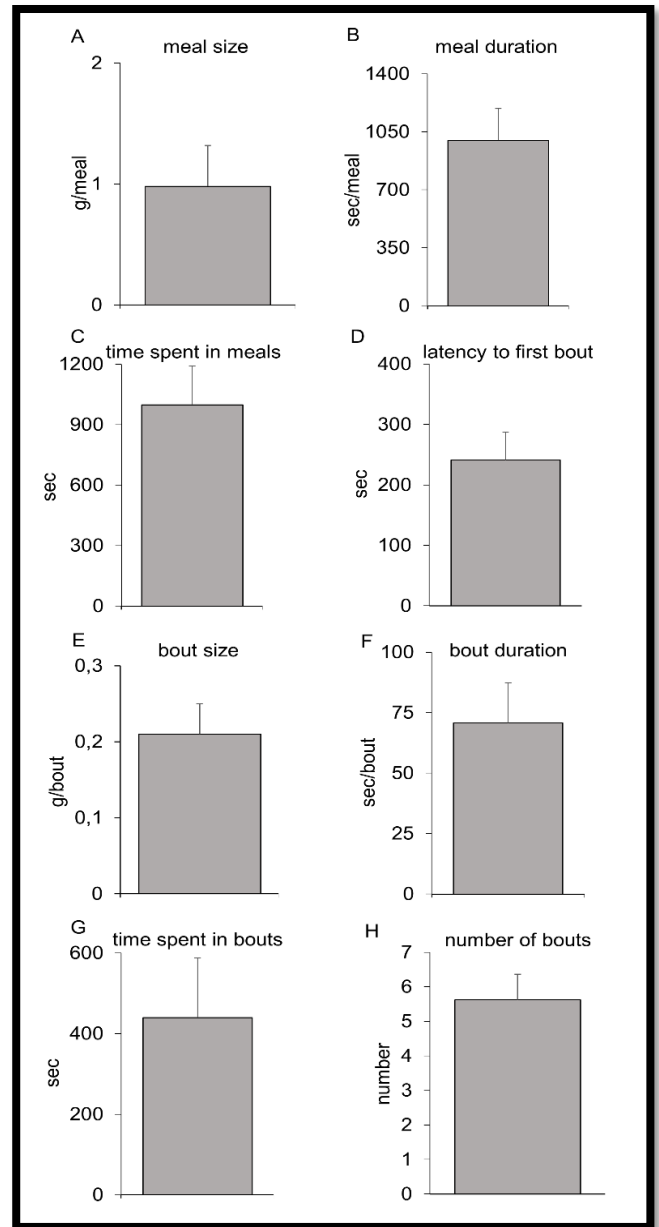 A
meal size
2
1
0
g/meal
B
meal duration
1400
1050
700
350
0
sec/meal
C
time spent in meals
1200
900
600
300
0
sec
D
latency to first bout
400
300
200
100
0
sec
E
bout size
0,3
0,2
0,1
0
g/bout
F
bout duration
100
75
50
25
0
sec/bout
G
time spent in bouts
600
400
200
0
sec
H
number of bouts
7
6
5
4
3
2
1
0
number